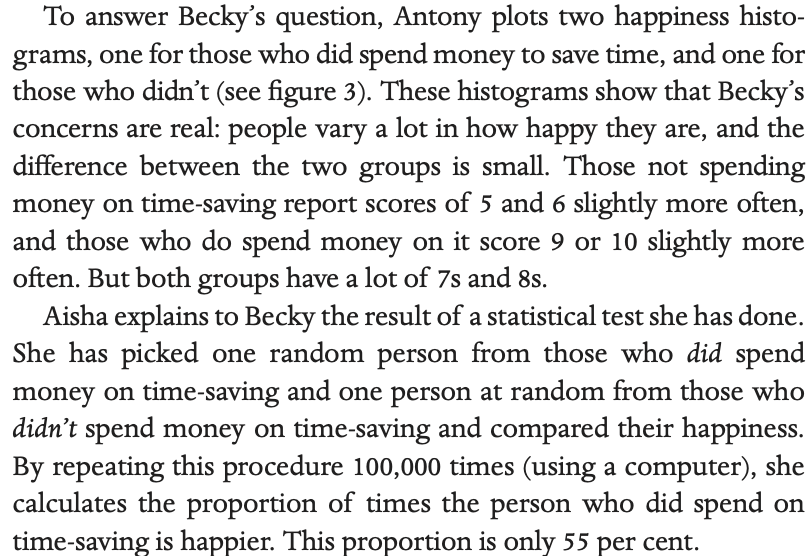 To answer Becky’s question, Antony plots two happiness histo-
grams, one for those who did spend money to save time, and one for
those who didn’t (see figure 3). These histograms show that Becky’s
concerns are real: people vary a lot in how happy they are, and the
difference between the two groups is small. Those not spending
money on time-saving report scores of 5 and 6 slightly more often,
and those who do spend money on it score 9 or 10 slightly more
often. But both groups have a lot of 7s and 8s.
Aisha explains to Becky the result of a statistical test she has done.
She has picked one random person from those who did spend
money on time-saving and one person at random from those who
didn’t spend money on time-saving and compared their happiness.
By repeating this procedure 100,000 times (using a computer), she
calculates the proportion of times the person who did spend on
time-saving is happier. This proportion is only 55 per cent.